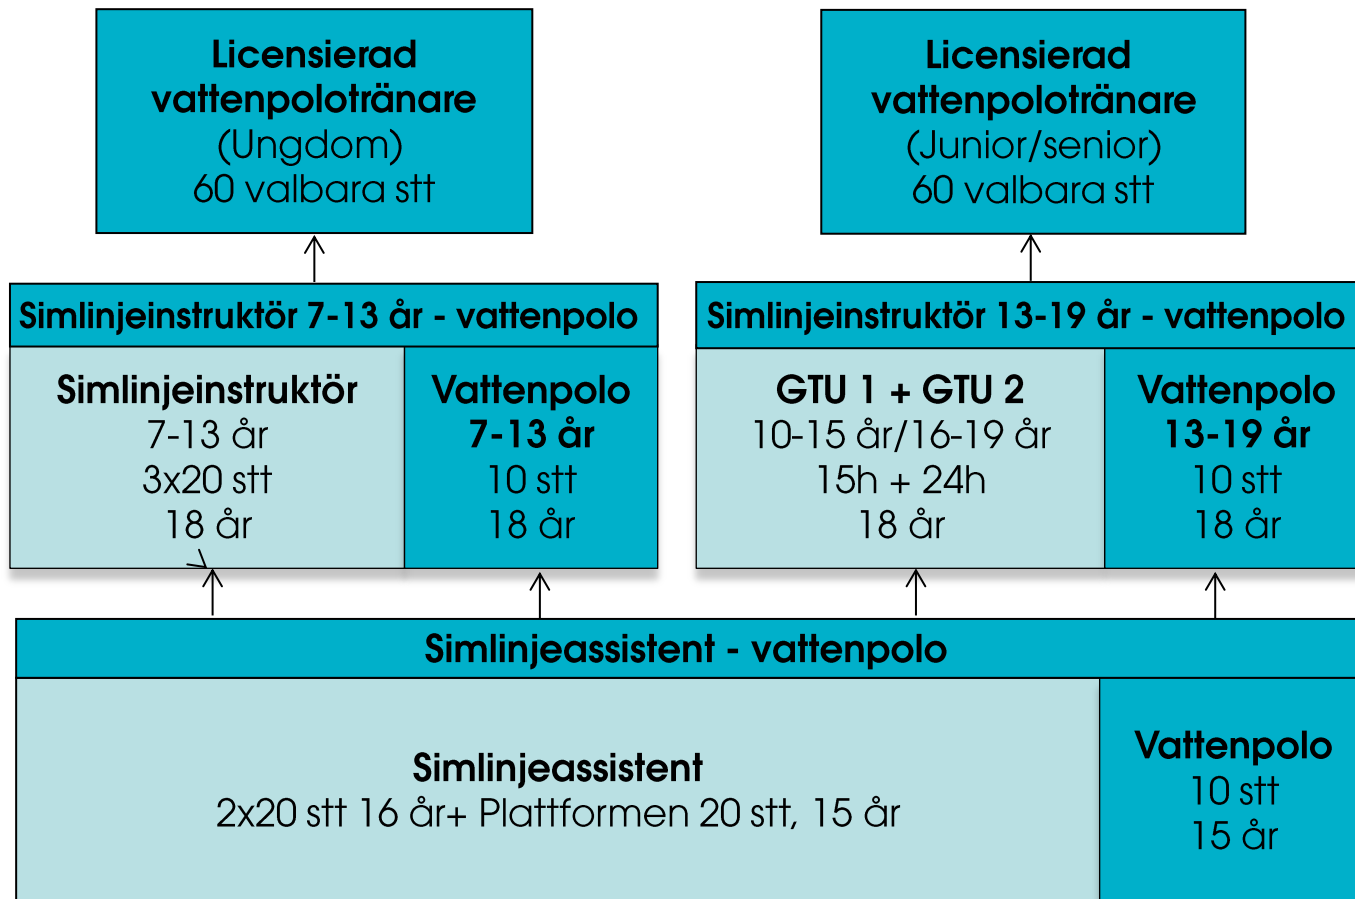 Licensierad
vattenpolotränare
(Ungdom)
60 valbara stt
Licensierad
vattenpolotränare
(Junior/senior)
60 valbara stt
Simlinjeinstruktör 7-13 år - vattenpolo
Simlinjeinstruktör
7-13 år
3x20 stt
18 år
Vattenpolo
7-13 år
10 stt
18 år
Simlinjeinstruktör 13-19 år - vattenpolo
GTU 1 + GTU 2
10-15 år/16-19 år
15h + 24h
18 år
Vattenpolo
13-19 år
10 stt
18 år
Simlinjeassistent - vattenpolo
Simlinjeassistent
2x20 stt 16 år+ Plattformen 20 stt, 15 år
Vattenpolo
10 stt
15 år